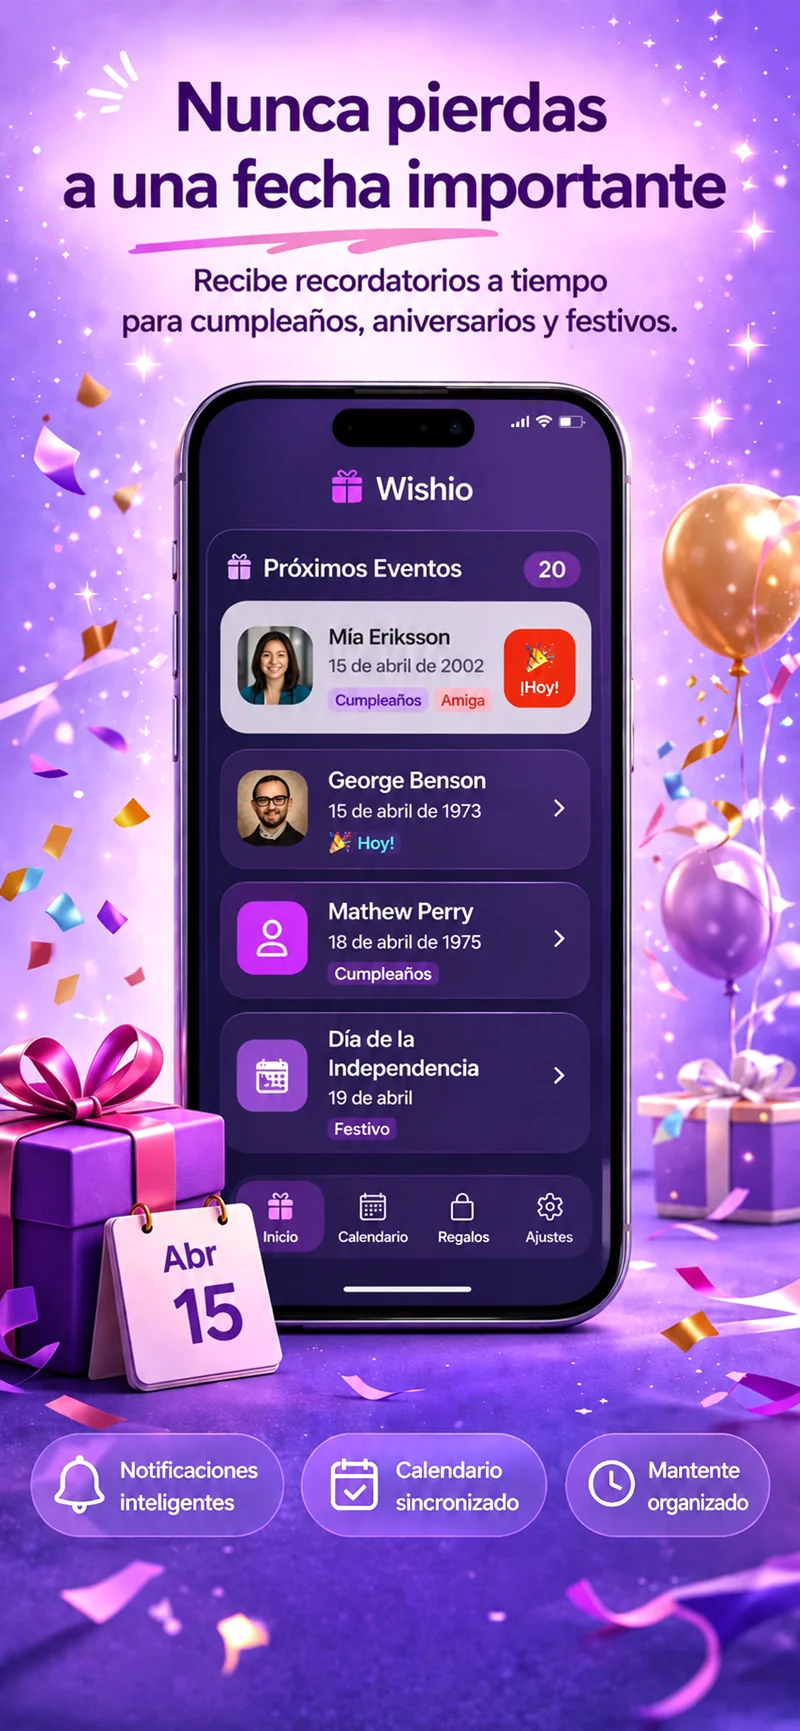 Nunca pierdas
a una fecha importante
Recibe recordatorios a tiempo
para cumpleaños, aniversarios y festivos.
Wishio
Próximos Eventos 20
Mía Eriksson
15 de abril de 2002
Cumpleaños Amiga
¡Hoy!
George Benson
15 de abril de 1973
Hoy!
Mathew Perry
18 de abril de 1975
Cumpleaños
Día de la
Independencia
19 de abril
Festivo
Inicio Calendario Regalos Ajustes
Abr
15
Notificaciones
inteligentes
Calendario
sincronizado
Mantente
organizado